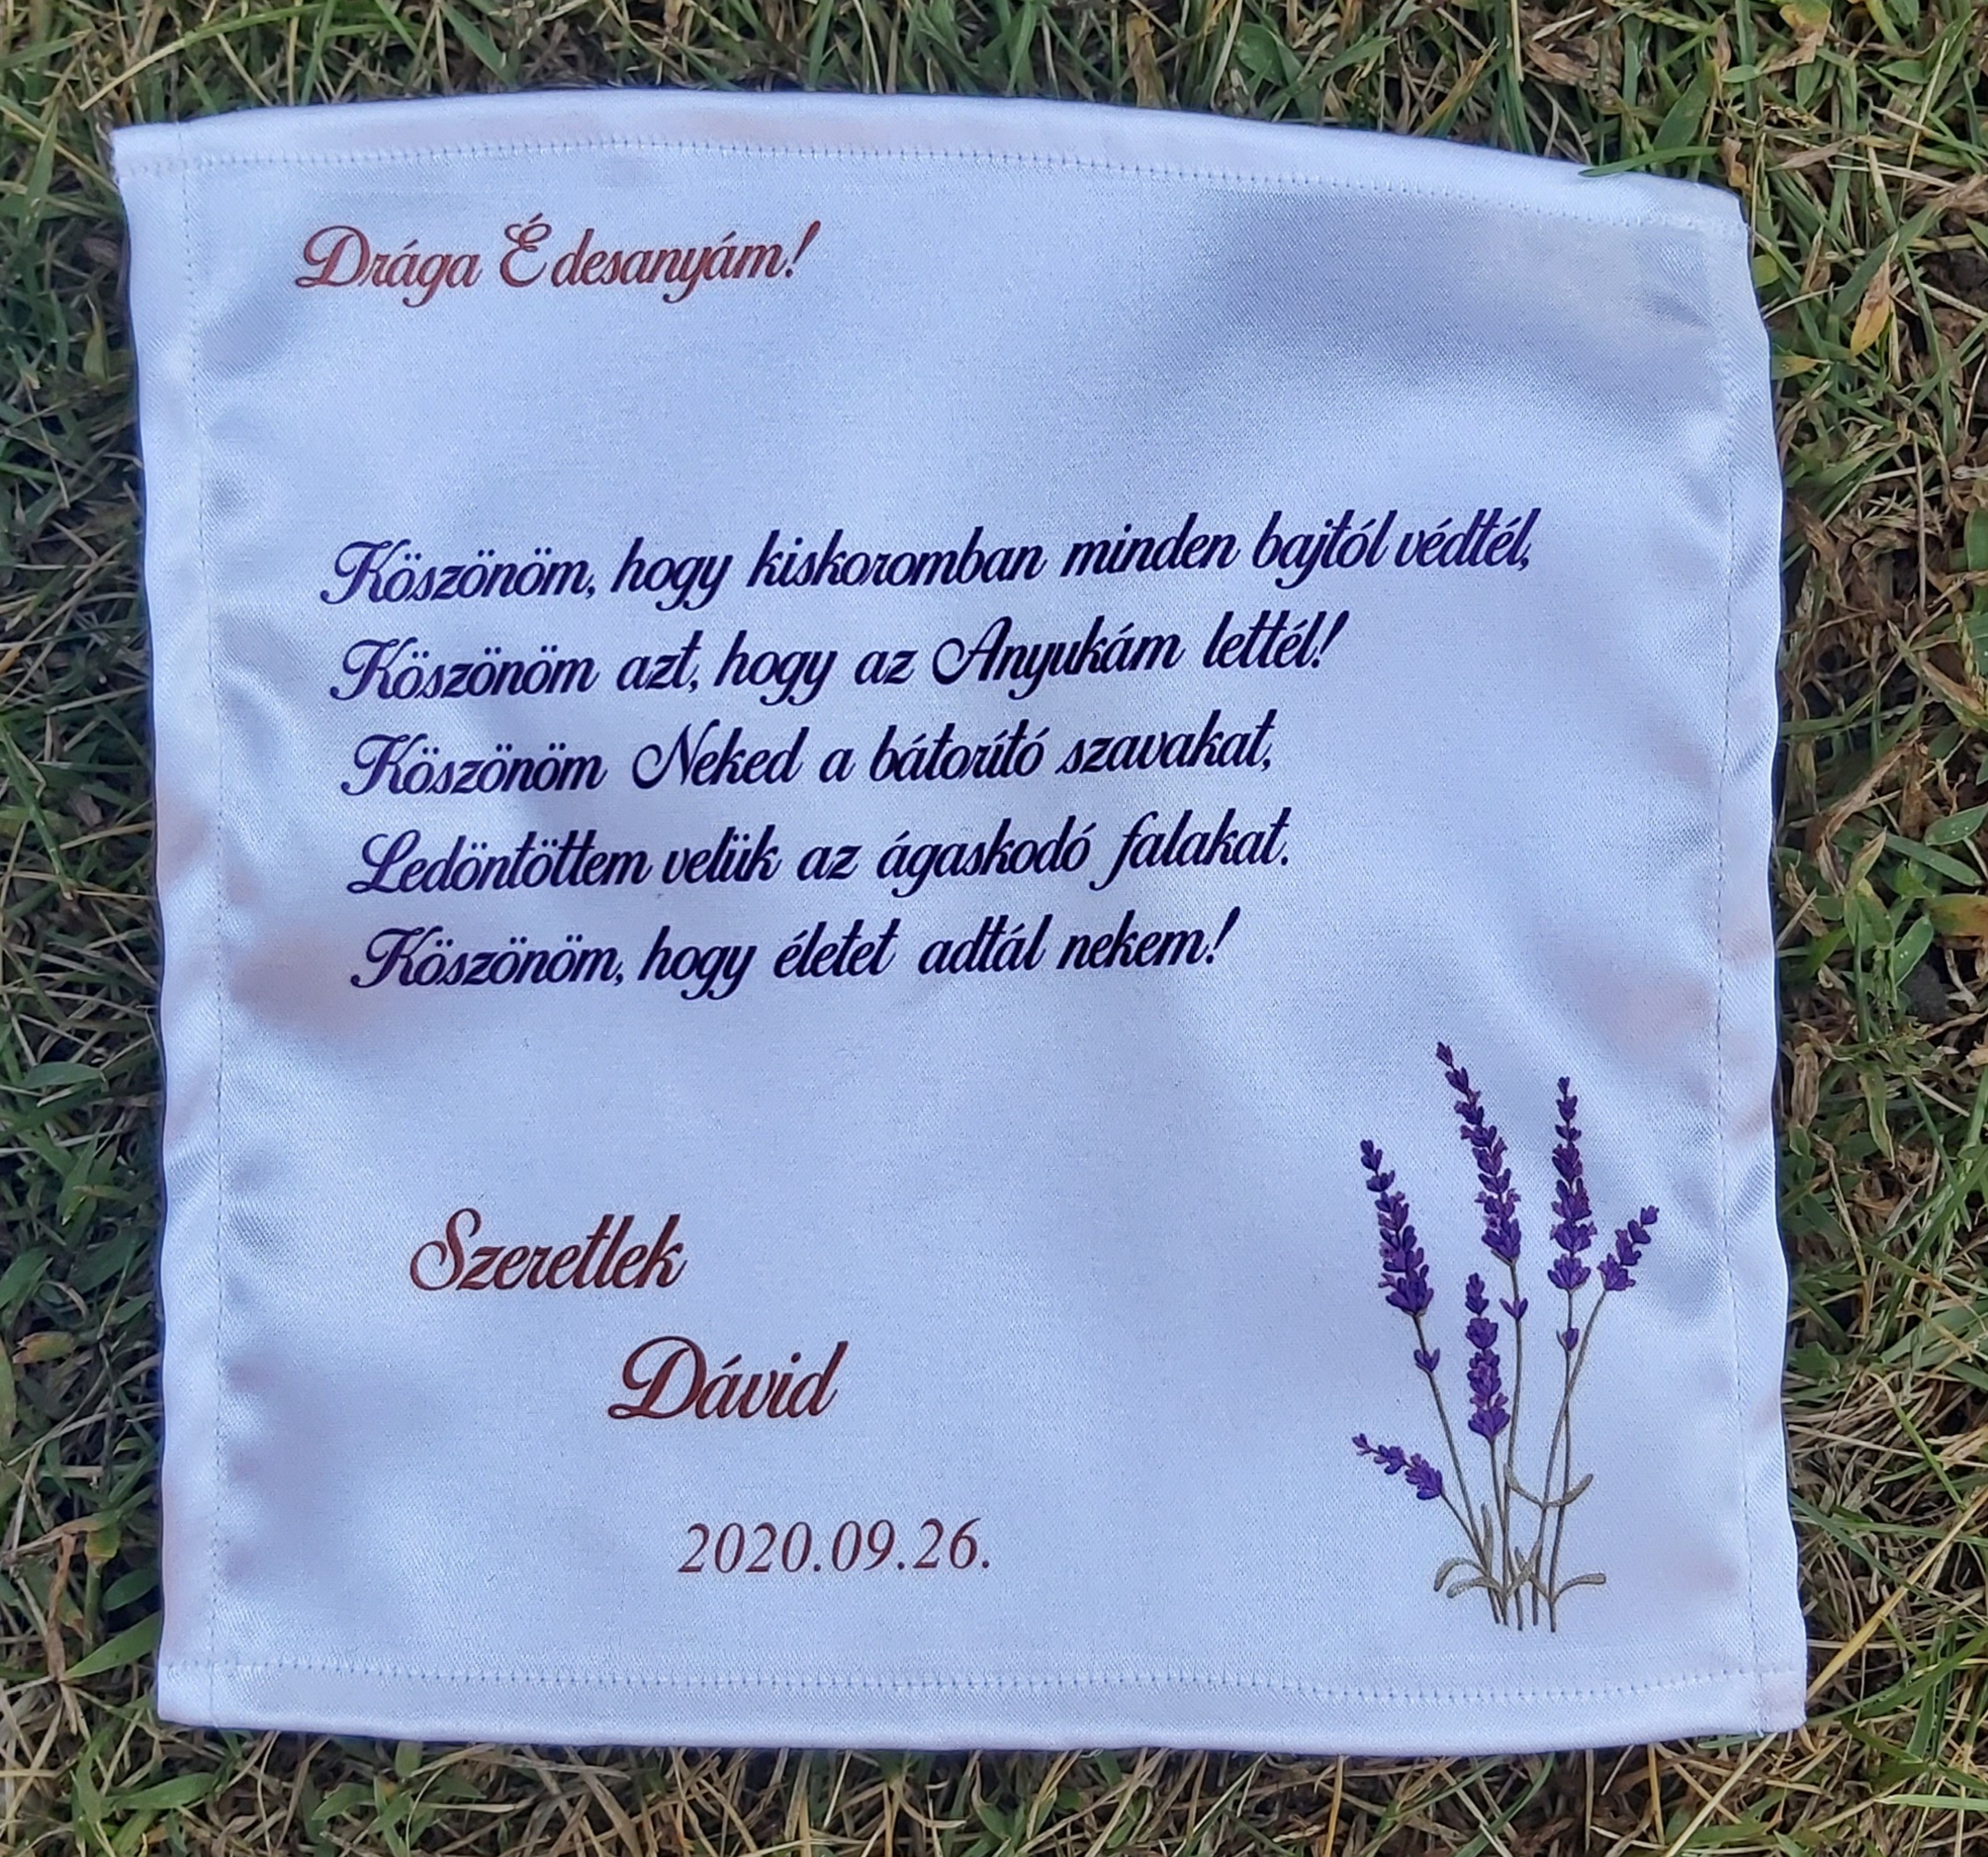 Drága Édesanyám!
Köszönöm, hogy kiskoromban minden bajtól védtél,
Köszönöm azt, hogy az Anyukám lettél!
Köszönöm Neked a bátorító szavakat,
Ledöntöttem velük az ágaskodó falakat.
Köszönöm, hogy életet adtál nekem!
Szeretlek
Dávid
2020.09.26.